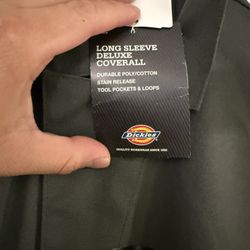 LONG SLEEVE
DELUXE
COVERALL
DURABLE POLY/COTTON
STAIN RELEASE
TOOL POCKETS & LOOPS
Dickies
QUALITY WORKWEAR SINCE 1922